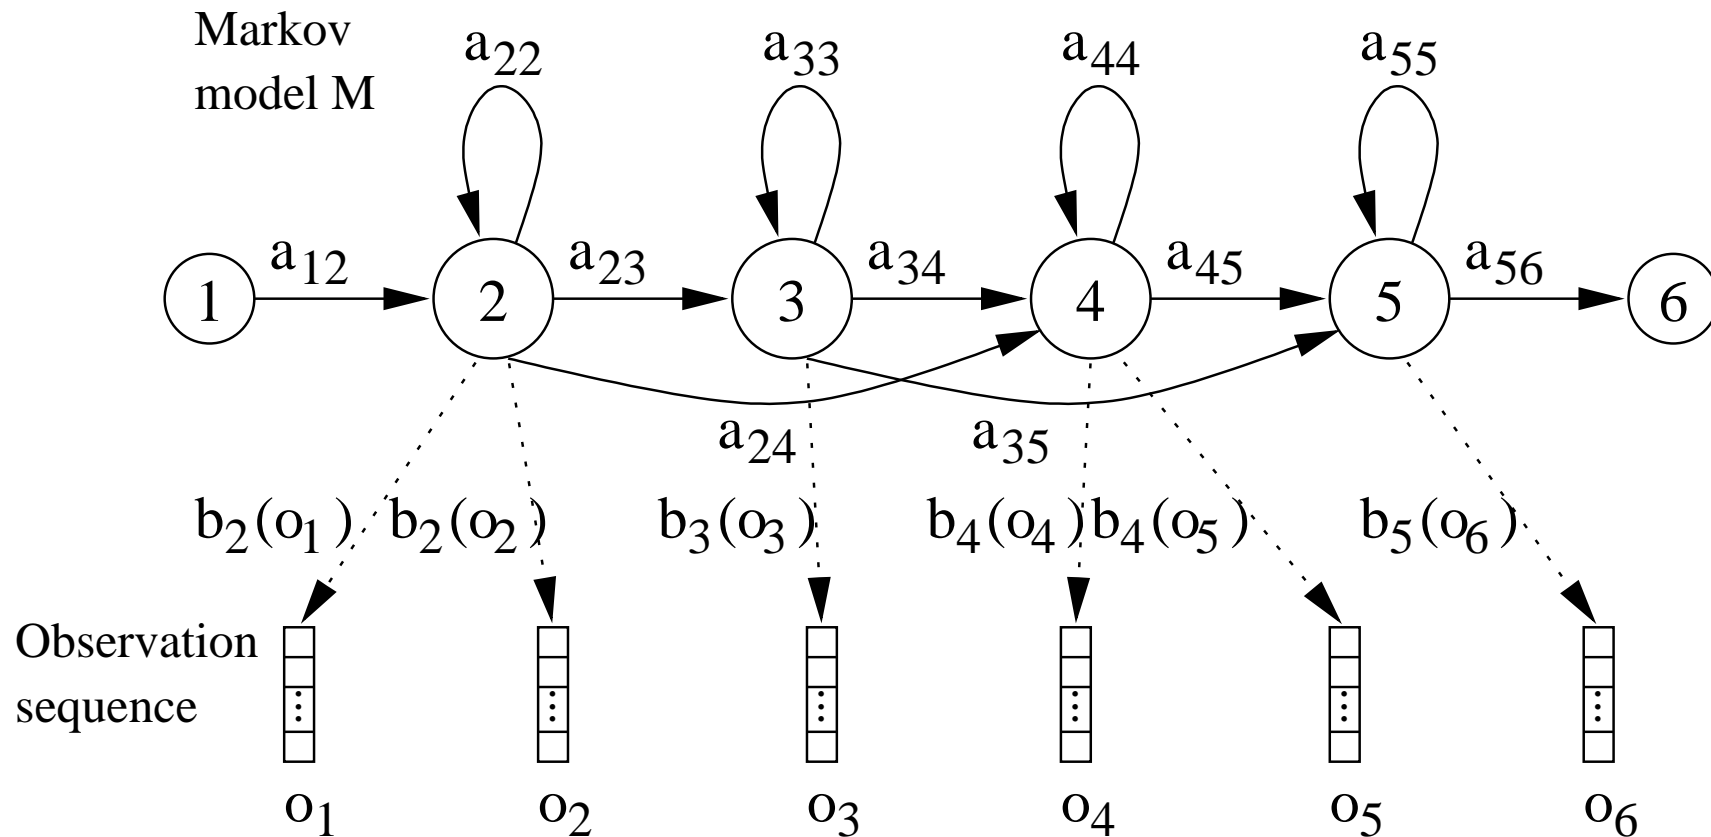 Markov
model M
a22 a33 a44 a55
1 a12 2 a23 3 a34 4 a45 5 a56 6
a24 a35
b2(o1) b2(o2) b3(o3) b4(o4) b4(o5) b5(o6)
Observation
sequence
o1 o2 o3 o4 o5 o6